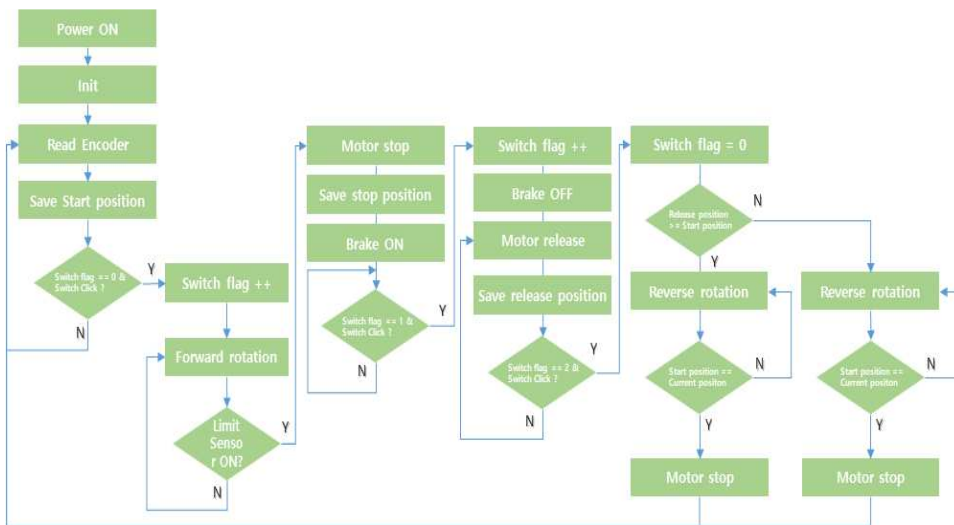 Power ON
Init
Read Encoder
Save Start position
Switch flag == 0 &
Switch Click ?
Y
N
Switch flag ++
Forward rotation
Limit
Senso
r ON?
Y
N
Motor stop
Save stop position
Brake ON
Switch flag == 1 &
Switch Click ?
Y
N
Switch flag ++
Brake OFF
Motor release
Save release position
Switch flag == 2 &
Switch Click ?
Y
N
Switch flag = 0
Release position
>= Start position
N
Y
Reverse rotation
Start position ==
Current positon
N
Y
Motor stop
Reverse rotation
Start position ==
Current positon
N
Y
Motor stop